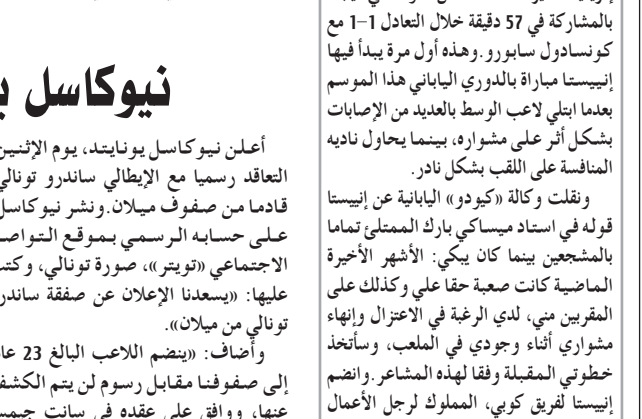 بالمشاركة في 57 دقيقة خلال التعادل 1–1 مع
كونسادول سابورو.وهذه أول مرة يبدأ فيها
إنييستا مباراة بالدوري الياباني هذا الموسم
بعدما ابتلي لاعب الوسط بالعديد من الإصابات
بشكل أثر على مشواره، بينما يحاول ناديه
المنافسة على اللقب بشكل نادر.
ونقلت وكالة «كيودو» اليابانية عن إنييستا
قوله في استاد ميساكي بارك الممتلئ تماما
بالمشجعين بينما كان يبكي: الأشهر الأخيرة
الماضية كانت صعبة حقا علي وكذلك على
المقربين مني، لدي الرغبة في الاعتزال وإنهاء
مشواري أثناء وجودي في الملعب، وسأتخذ
خطوتي المقبلة وفقا لهذه المشاعر.وانضم
إنييستا لفريق كوبي، المملوك لرجل الأعمال
نيوكاسل
أعلن نيوكاسل يونايتد، يوم الإثنين
التعاقد رسميا مع الإيطالي ساندرو تونالي
قادما من صفوف ميلان.ونشر نيوكاسل
على حسابه الرسمي بموقع التواصـ
الاجتماعي «تويتر»، صورة تونالي، وكتب
عليها: «يسعدنا الإعلان عن صفقة ساندر
تونالي من ميلان».
وأضاف: «ينضم اللاعب البالغ 23 عا
إلى صفوفنا مقابل رسوم لن يتم الكشف
عنها، ووافق على عقده في سانت جيمس